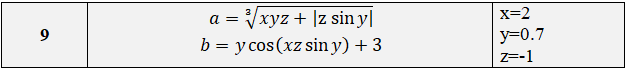 9
a = ∛(xyz + |z sin y|)
b = y cos(xz sin y) + 3
x=2
y=0.7
z=-1